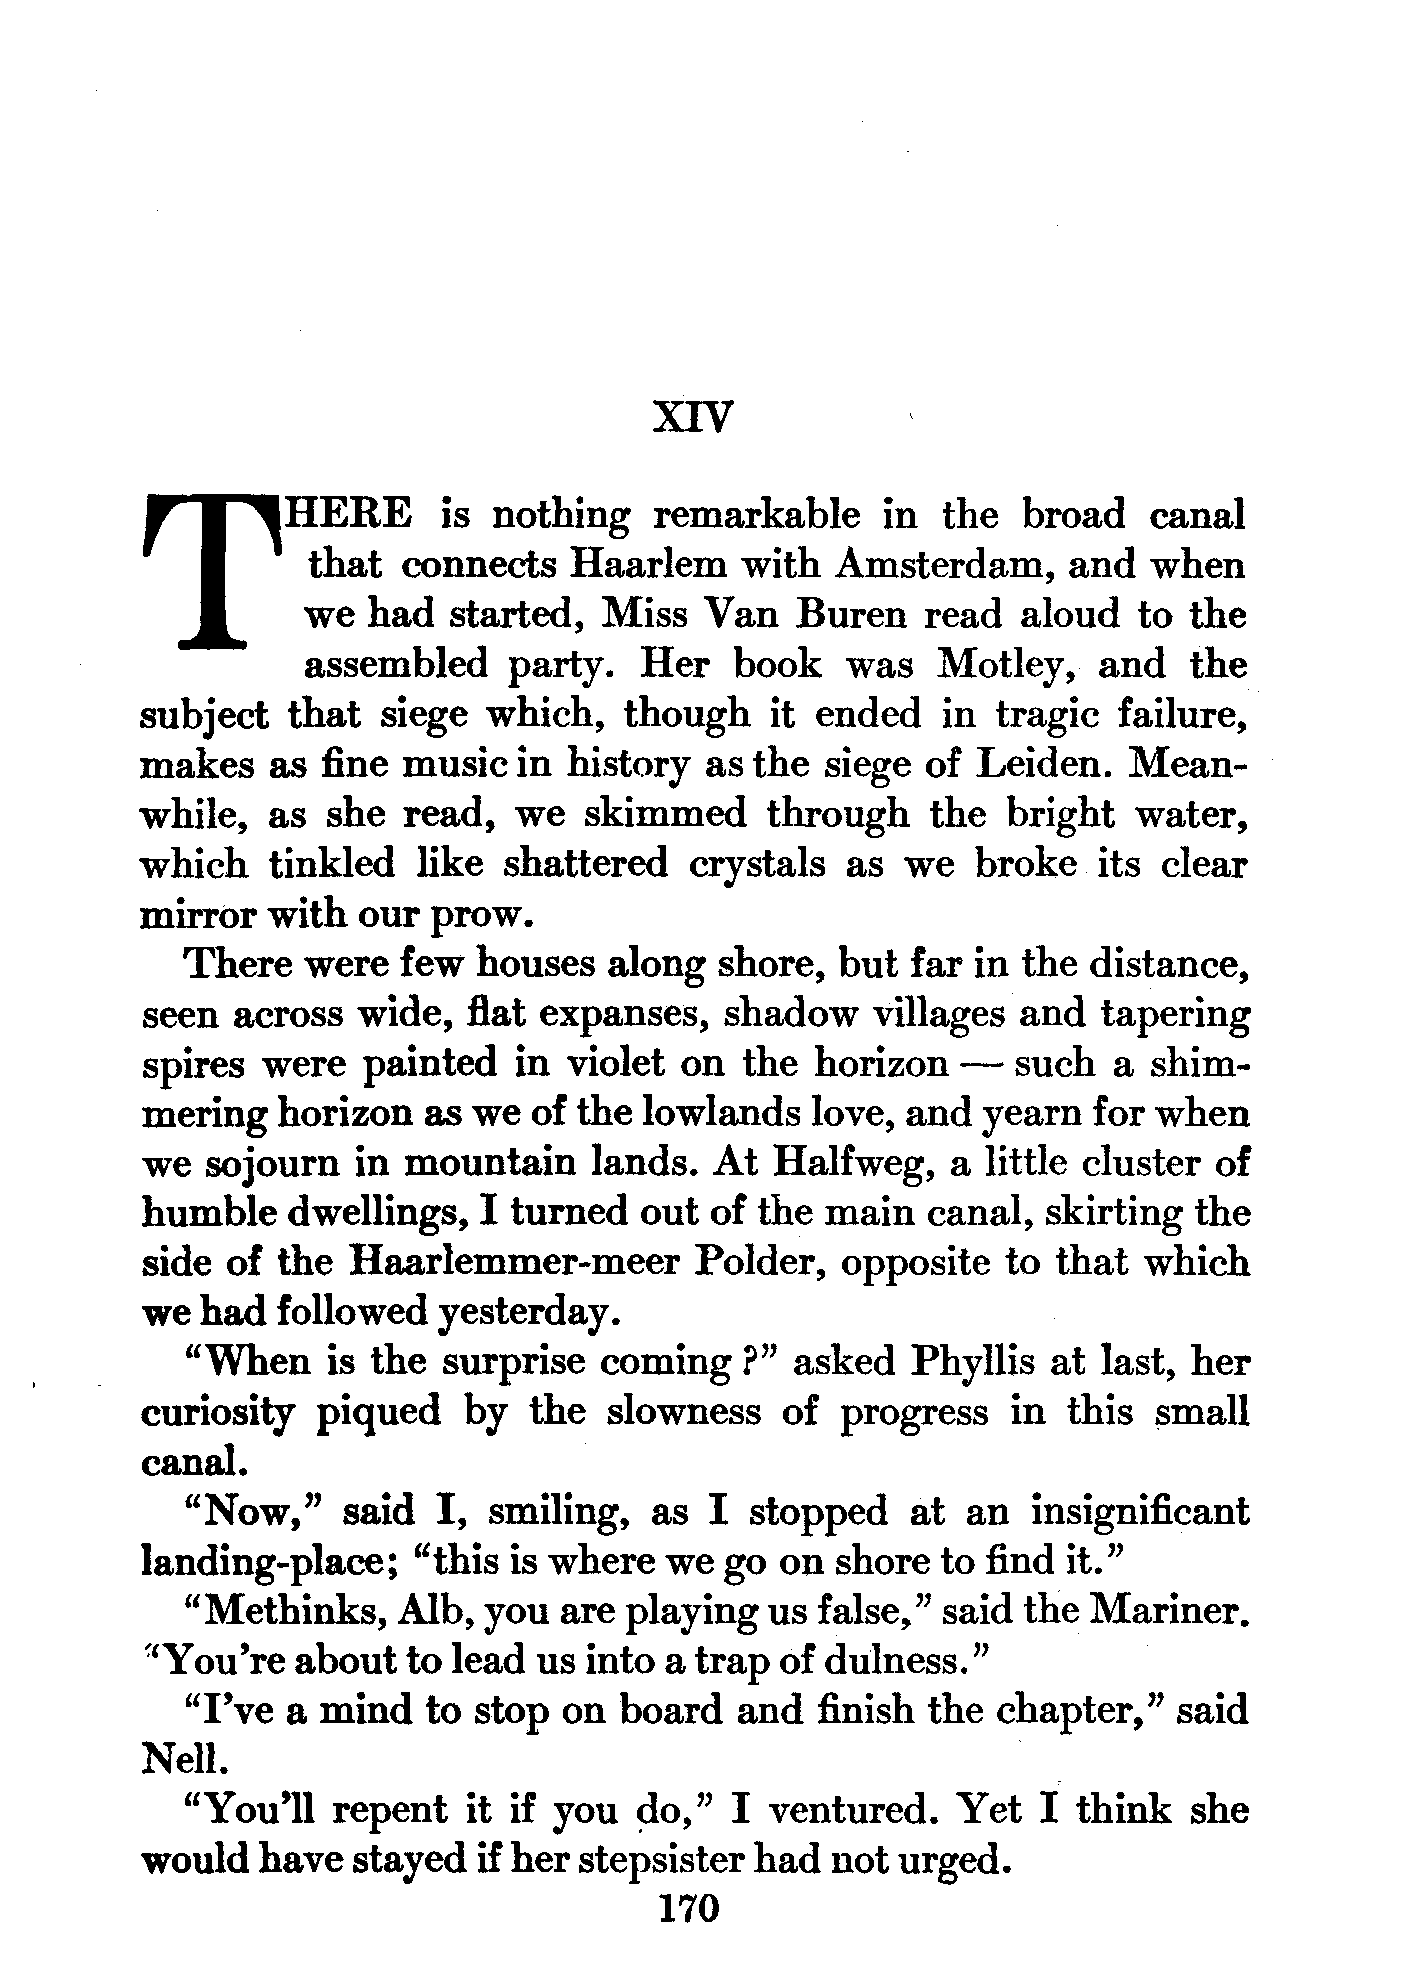 XIV
THERE is nothing remarkable in the broad canal
that connects Haarlem with Amsterdam, and when
we had started, Miss Van Buren read aloud to the
assembled party. Her book was Motley, and the
subject that siege which, though it ended in tragic failure,
makes as fine music in history as the siege of Leiden. Mean-
while, as she read, we skimmed through the bright water,
which tinkled like shattered crystals as we broke its clear
mirror with our prow.
There were few houses along shore, but far in the distance,
seen across wide, flat expanses, shadow villages and tapering
spires were painted in violet on the horizon — such a shim-
mering horizon as we of the lowlands love, and yearn for when
we sojourn in mountain lands. At Halfweg, a little cluster of
humble dwellings, I turned out of the main canal, skirting the
side of the Haarlemmer-meer Polder, opposite to that which
we had followed yesterday.
"When is the surprise coming?" asked Phyllis at last, her
curiosity piqued by the slowness of progress in this small
canal.
"Now," said I, smiling, as I stopped at an insignificant
landing-place; "this is where we go on shore to find it."
"Methinks, Alb, you are playing us false," said the Mariner.
"You're about to lead us into a trap of dulness."
"I've a mind to stop on board and finish the chapter," said
Nell.
"You'll repent it if you do," I ventured. Yet I think she
would have stayed if her stepsister had not urged.
170